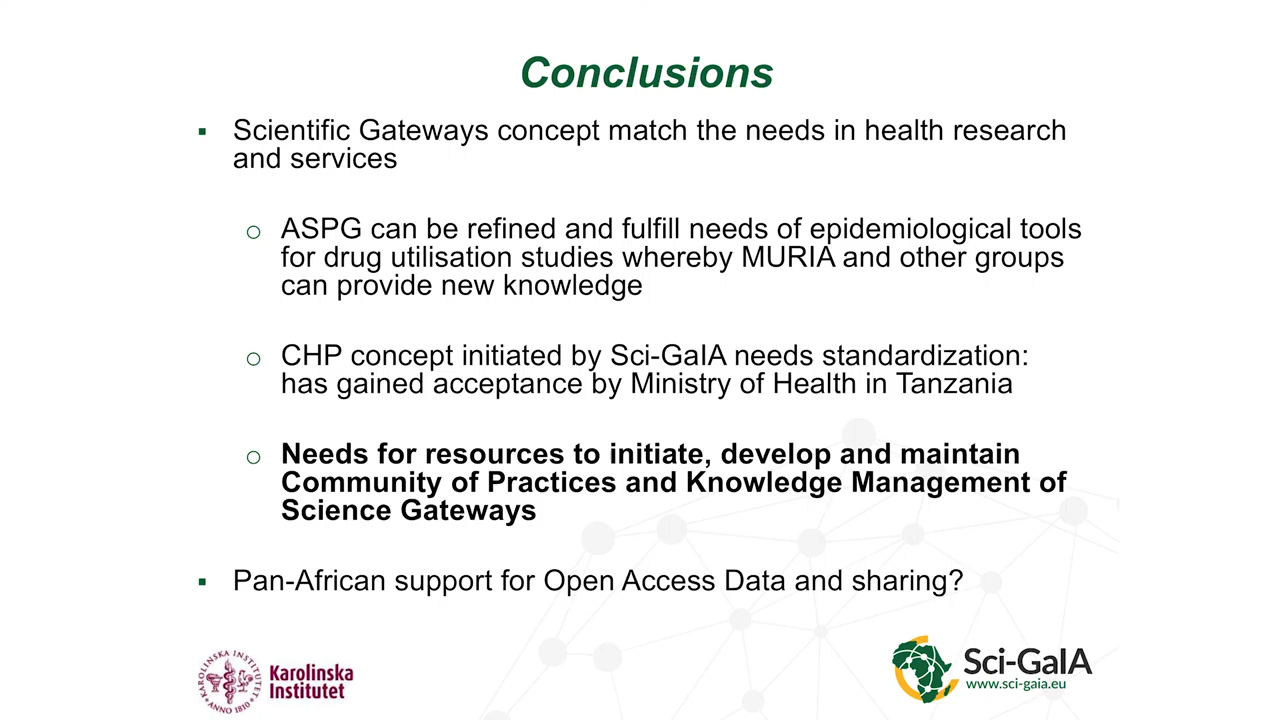 Conclusions
▪ Scientific Gateways concept match the needs in health research
and services
o ASPG can be refined and fulfill needs of epidemiological tools
for drug utilisation studies whereby MURIA and other groups
can provide new knowledge
o CHP concept initiated by Sci-GaIA needs standardization:
has gained acceptance by Ministry of Health in Tanzania
o Needs for resources to initiate, develop and maintain
Community of Practices and Knowledge Management of
Science Gateways
▪ Pan-African support for Open Access Data and sharing?
KAROLINSKA INSTITUTET
ANNO 1810
Karolinska
Institutet
Sci-GaIA
www.sci-gaia.eu